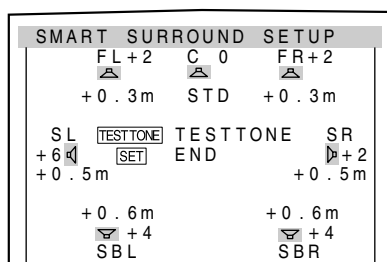 SMART SURROUND SETUP
FL+2 C 0 FR+2
+0.3m STD +0.3m
SL TESTTONE TESTTONE SR
+6 SET END +2
+0.5m +0.5m
+0.6m +0.6m
+4 +4
SBL SBR